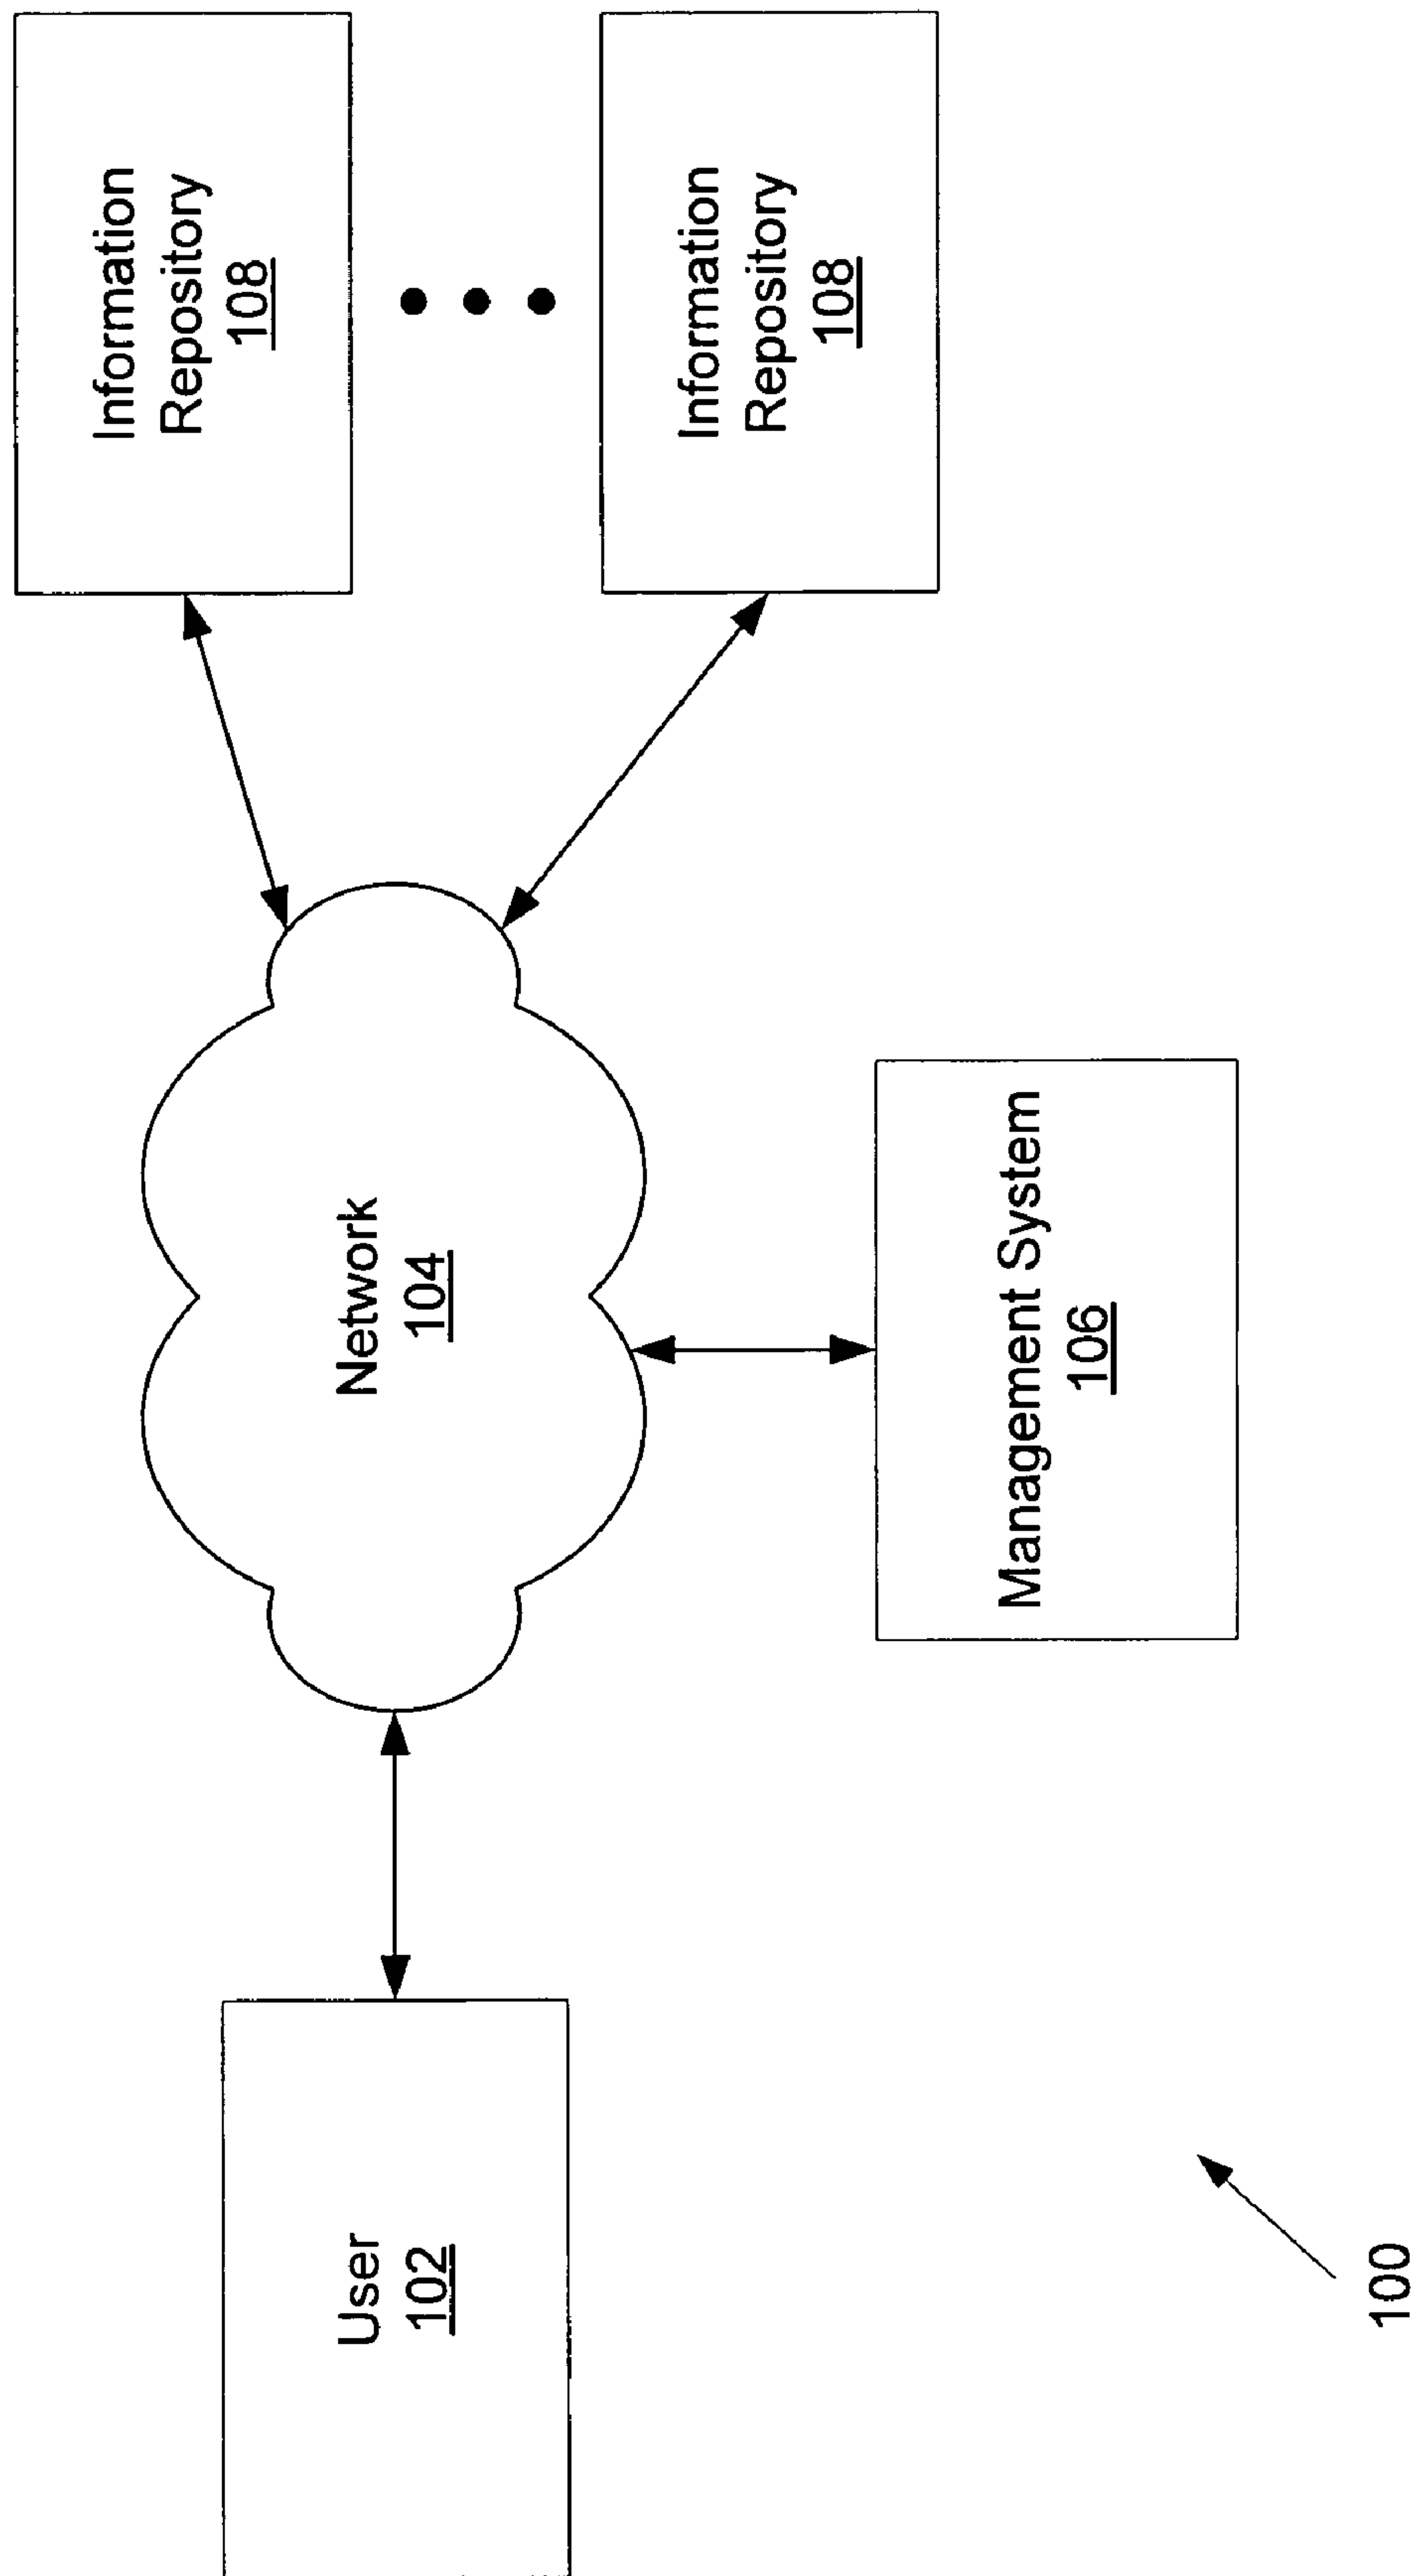 User
102
Network
104
Information
Repository
108
Information
Repository
108
Management System
106
100